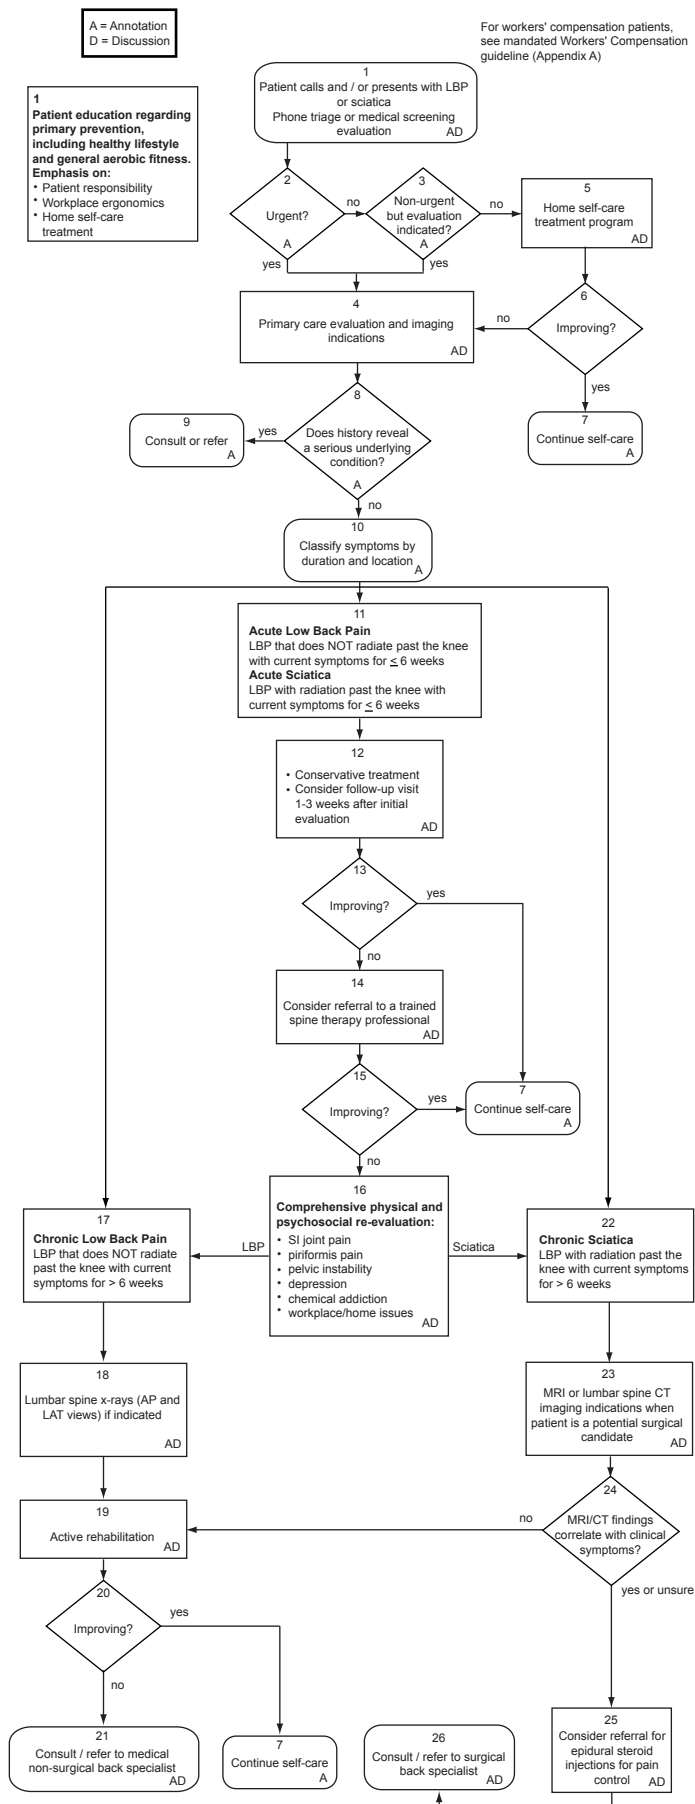 A = Annotation
D = Discussion
For workers' compensation patients,
see mandated Workers' Compensation
guideline (Appendix A)
1
Patient calls and / or presents with LBP
or sciatica
Phone triage or medical screening
evaluation
AD
1
Patient education regarding
primary prevention,
including healthy lifestyle
and general aerobic fitness.
Emphasis on:
• Patient responsibility
• Workplace ergonomics
• Home self-care
treatment
2
Urgent?
A
no
yes
3
Non-urgent
but evaluation
indicated?
A
no
yes
5
Home self-care
treatment program
AD
4
Primary care evaluation and imaging
indications
AD
6
Improving?
no
yes
7
Continue self-care
A
8
Does history reveal
a serious underlying
condition?
A
yes
no
9
Consult or refer
A
10
Classify symptoms by
duration and location
A
11
Acute Low Back Pain
LBP that does NOT radiate past the knee
with current symptoms for ≤ 6 weeks
Acute Sciatica
LBP with radiation past the knee with
current symptoms for ≤ 6 weeks
12
• Conservative treatment
• Consider follow-up visit
1-3 weeks after initial
evaluation
AD
13
Improving?
yes
no
14
Consider referral to a trained
spine therapy professional
AD
15
Improving?
yes
no
7
Continue self-care
A
16
Comprehensive physical and
psychosocial re-evaluation:
• SI joint pain
• piriformis pain
• pelvic instability
• depression
• chemical addiction
• workplace/home issues
AD
LBP
Sciatica
17
Chronic Low Back Pain
LBP that does NOT radiate
past the knee with current
symptoms for > 6 weeks
22
Chronic Sciatica
LBP with radiation past the
knee with current symptoms
for > 6 weeks
18
Lumbar spine x-rays (AP and
LAT views) if indicated
AD
23
MRI or lumbar spine CT
imaging indications when
patient is a potential surgical
candidate
AD
19
Active rehabilitation
AD
24
MRI/CT findings
correlate with clinical
symptoms?
no
yes or unsure
20
Improving?
yes
no
21
Consult / refer to medical
non-surgical back specialist
AD
7
Continue self-care
A
26
Consult / refer to surgical
back specialist
AD
25
Consider referral for
epidural steroid
injections for pain
control
AD